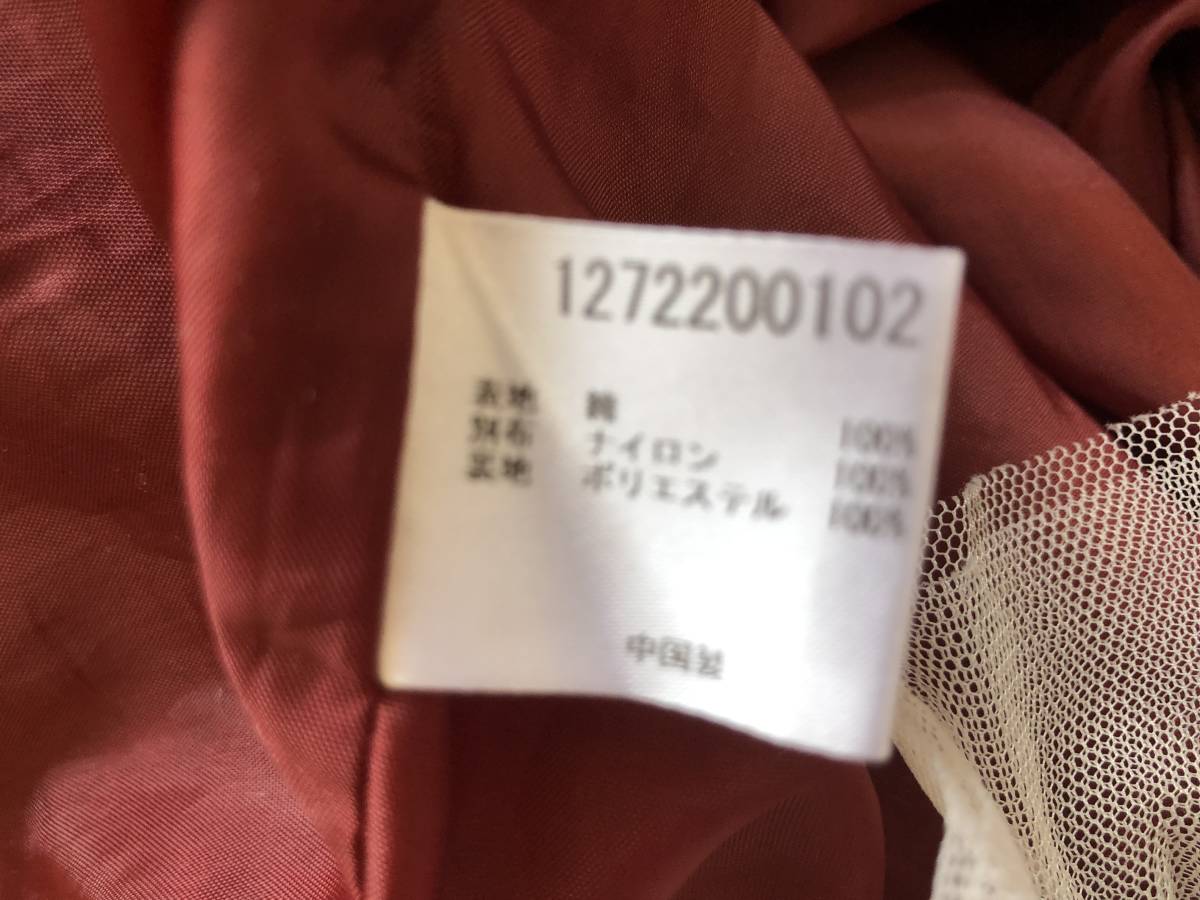 1272200102
表地 綿 100%
別布 ナイロン 100%
裏地 ポリエステル 100%
中国製